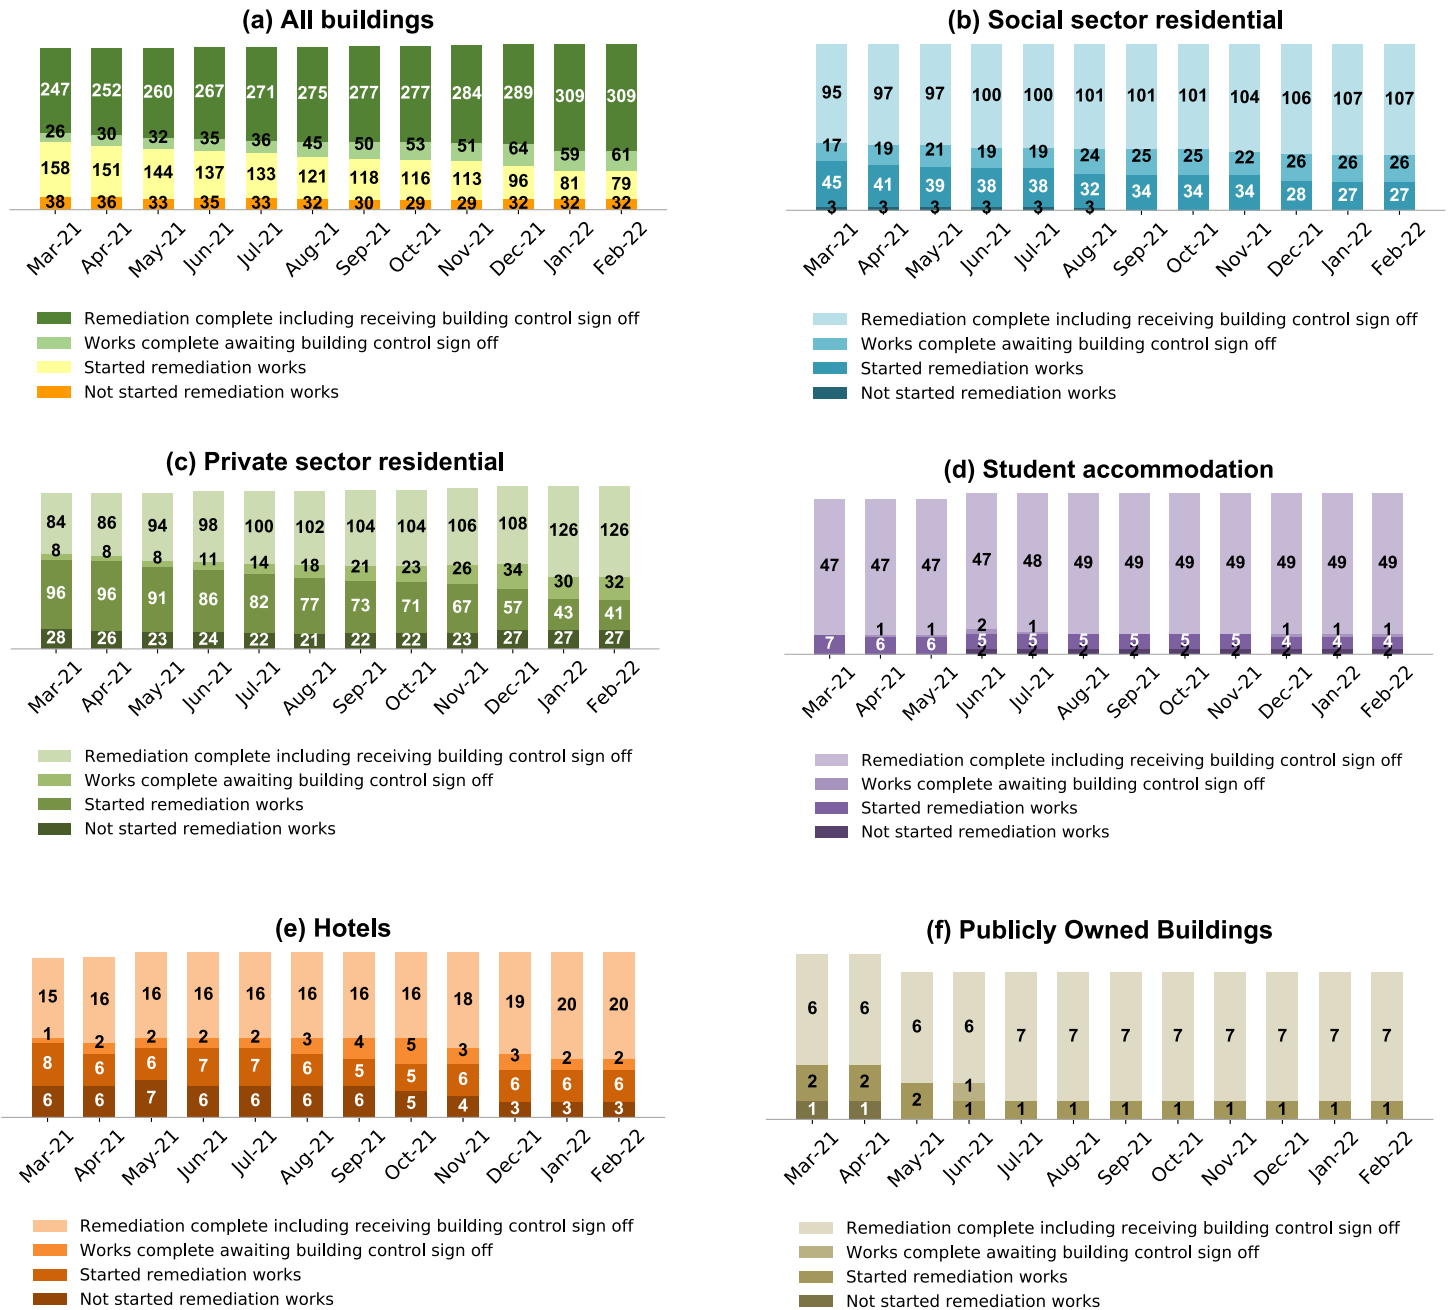 (a) All buildings
247 252 260 267 271 275 277 277 284 289 309 309
26 30 32 35 36 45 50 53 51 64 59 61
158 151 144 137 133 121 118 116 113 96 81 79
38 36 33 35 33 32 30 29 29 32 32 32
Mar-21 Apr-21 May-21 Jun-21 Jul-21 Aug-21 Sep-21 Oct-21 Nov-21 Dec-21 Jan-22 Feb-22
Remediation complete including receiving building control sign off
Works complete awaiting building control sign off
Started remediation works
Not started remediation works
(b) Social sector residential
95 97 97 100 100 101 101 101 104 106 107 107
17 19 21 19 19 24 25 25 22 26 26 26
45 41 39 38 38 32 34 34 34 28 27 27
3 3 3 3 3 3
Mar-21 Apr-21 May-21 Jun-21 Jul-21 Aug-21 Sep-21 Oct-21 Nov-21 Dec-21 Jan-22 Feb-22
Remediation complete including receiving building control sign off
Works complete awaiting building control sign off
Started remediation works
Not started remediation works
(c) Private sector residential
84 86 94 98 100 102 104 104 106 108 126 126
8 8 8 11 14 18 21 23 26 34 30 32
96 96 91 86 82 77 73 71 67 57 43 41
28 26 23 24 22 21 22 22 23 27 27 27
Mar-21 Apr-21 May-21 Jun-21 Jul-21 Aug-21 Sep-21 Oct-21 Nov-21 Dec-21 Jan-22 Feb-22
Remediation complete including receiving building control sign off
Works complete awaiting building control sign off
Started remediation works
Not started remediation works
(d) Student accommodation
47 47 47 47 48 49 49 49 49 49 49 49
1 1 2 1 1 1 1
7 6 6 5 5 5 5 5 5 4 4 4
2 2 2 2 2 2 2 2 2
Mar-21 Apr-21 May-21 Jun-21 Jul-21 Aug-21 Sep-21 Oct-21 Nov-21 Dec-21 Jan-22 Feb-22
Remediation complete including receiving building control sign off
Works complete awaiting building control sign off
Started remediation works
Not started remediation works
(e) Hotels
15 16 16 16 16 16 16 16 18 19 20 20
1 2 2 2 2 3 4 5 3 3 2 2
8 6 6 7 7 6 5 5 6 6 6 6
6 6 7 6 6 6 6 5 4 3 3 3
Mar-21 Apr-21 May-21 Jun-21 Jul-21 Aug-21 Sep-21 Oct-21 Nov-21 Dec-21 Jan-22 Feb-22
Remediation complete including receiving building control sign off
Works complete awaiting building control sign off
Started remediation works
Not started remediation works
(f) Publicly Owned Buildings
6 6 6 6 7 7 7 7 7 7 7 7
1
2 2 2 1 1 1 1 1 1 1 1 1
1 1
Mar-21 Apr-21 May-21 Jun-21 Jul-21 Aug-21 Sep-21 Oct-21 Nov-21 Dec-21 Jan-22 Feb-22
Remediation complete including receiving building control sign off
Works complete awaiting building control sign off
Started remediation works
Not started remediation works